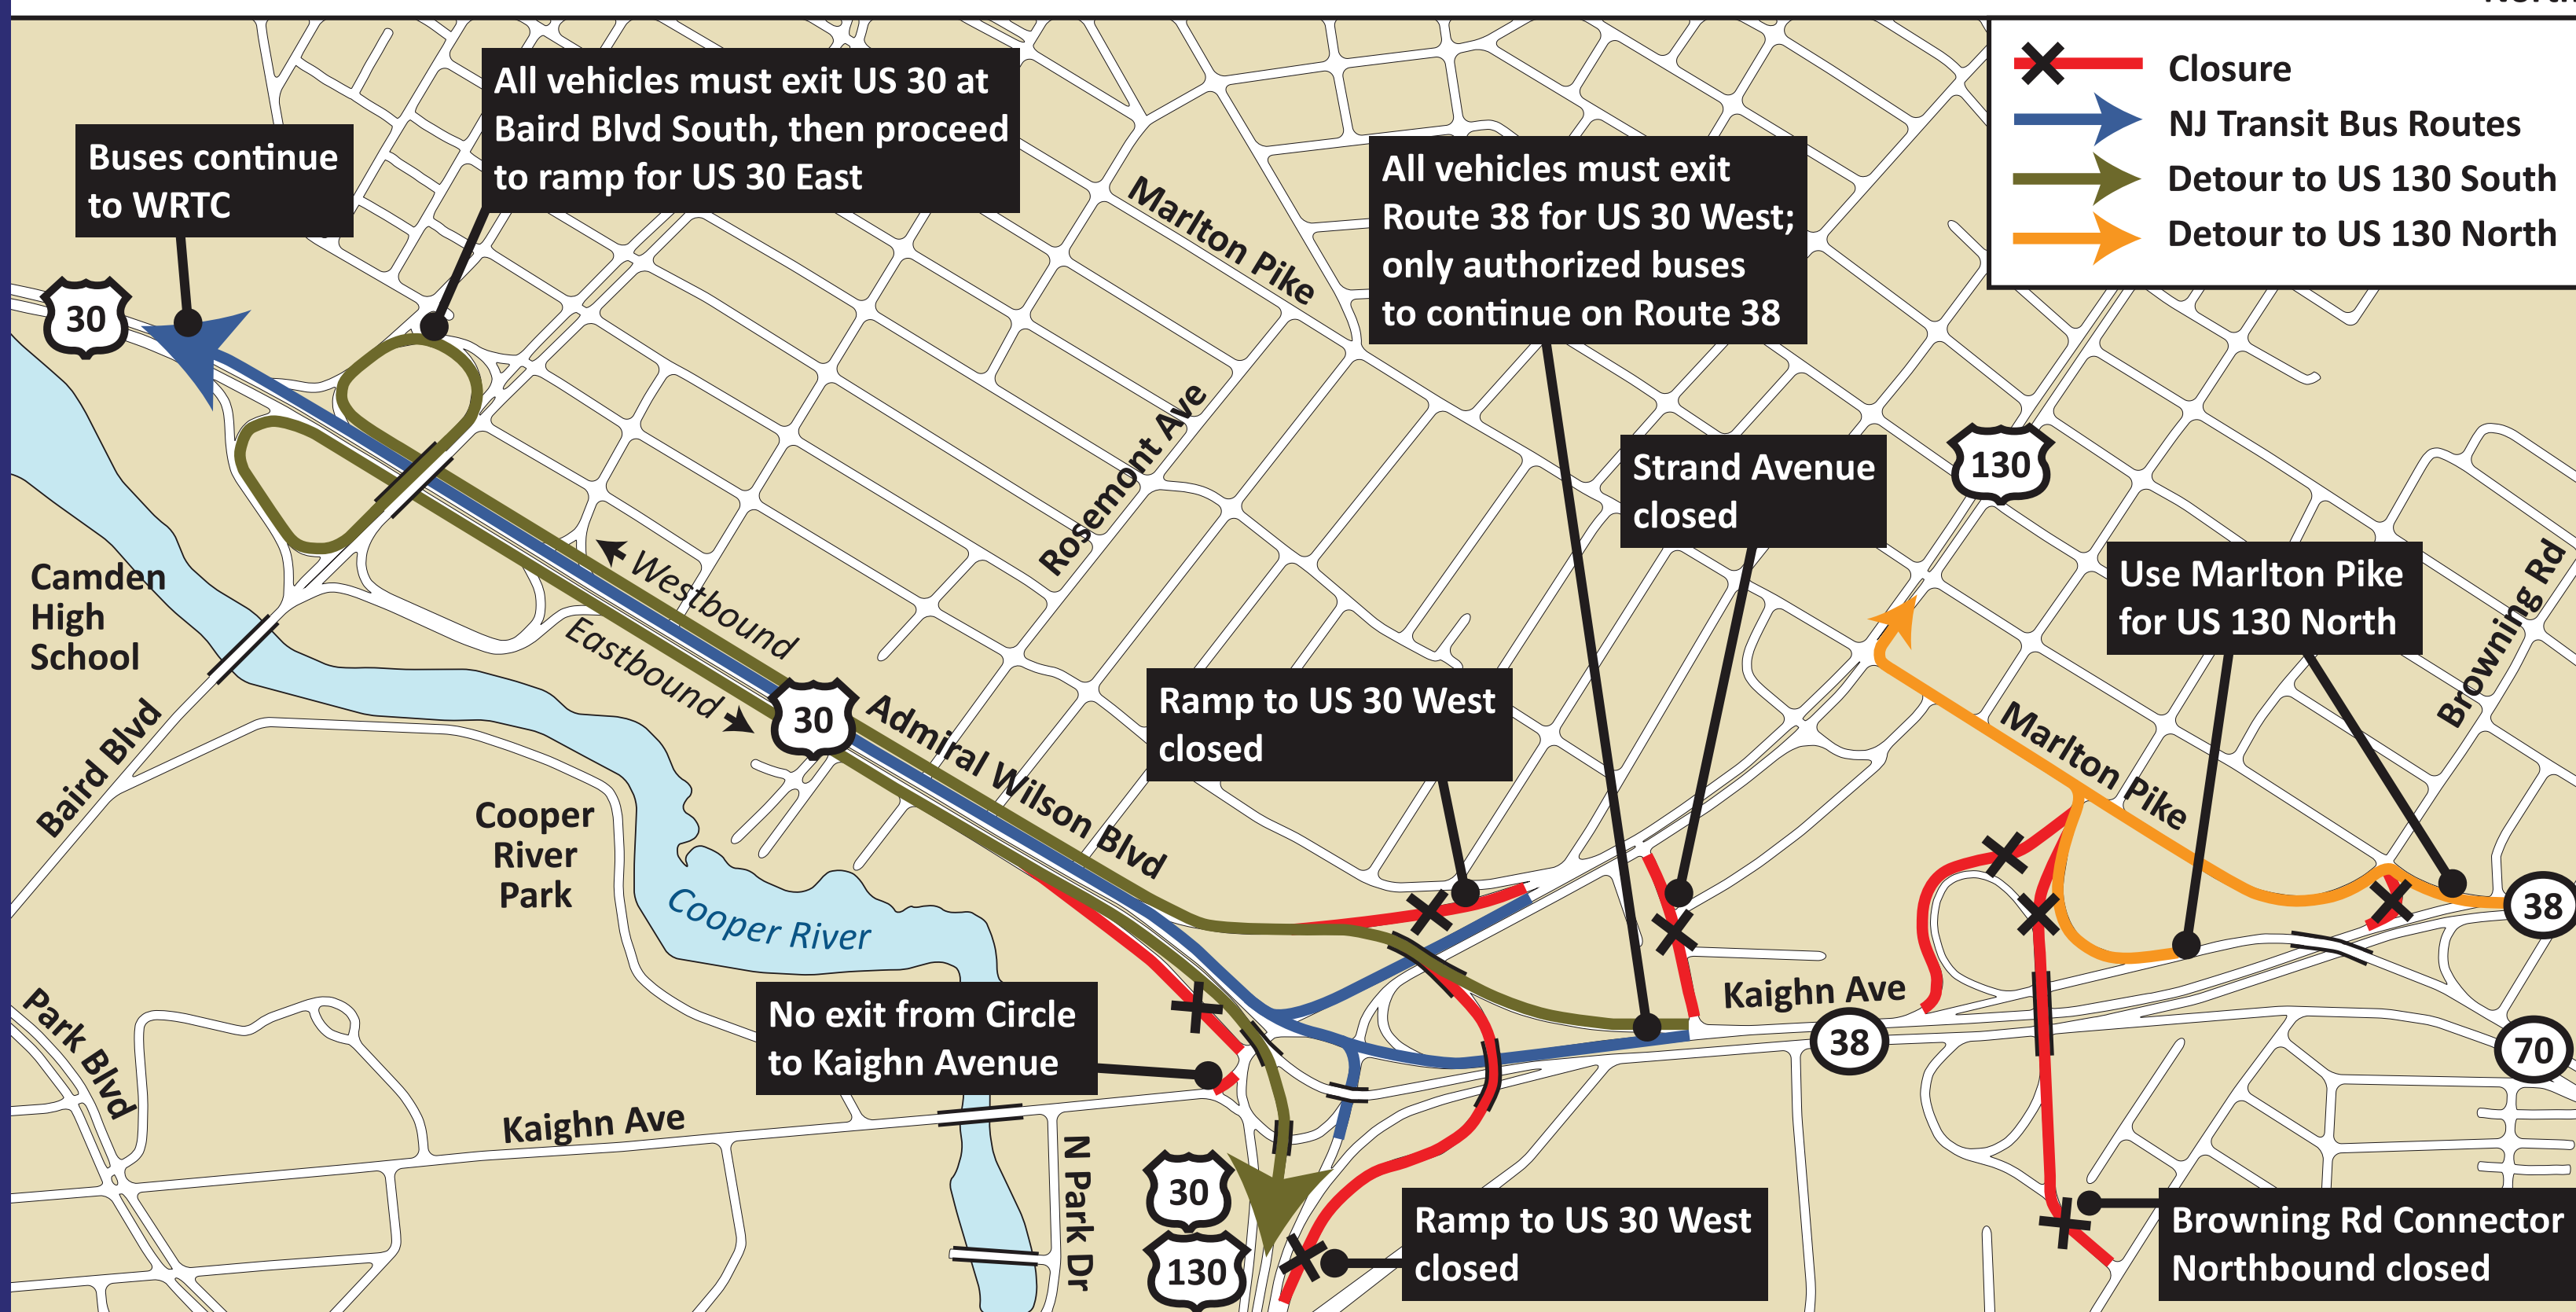 Closure
NJ Transit Bus Routes
Detour to US 130 South
Detour to US 130 North
All vehicles must exit US 30 at
Baird Blvd South, then proceed
to ramp for US 30 East
Buses continue
to WRTC
All vehicles must exit
Route 38 for US 30 West;
only authorized buses
to continue on Route 38
Marlton Pike
30
Rosemont Ave
Strand Avenue
closed
130
Use Marlton Pike
for US 130 North
Browning Rd
Camden
High
School
Westbound
Eastbound
30
Admiral Wilson Blvd
Ramp to US 30 West
closed
Marlton Pike
Baird Blvd
Cooper
River
Park
Cooper River
38
No exit from Circle
to Kaighn Avenue
Kaighn Ave
38
70
Park Blvd
Kaighn Ave
N Park Dr
30
130
Ramp to US 30 West
closed
Browning Rd Connector
Northbound closed